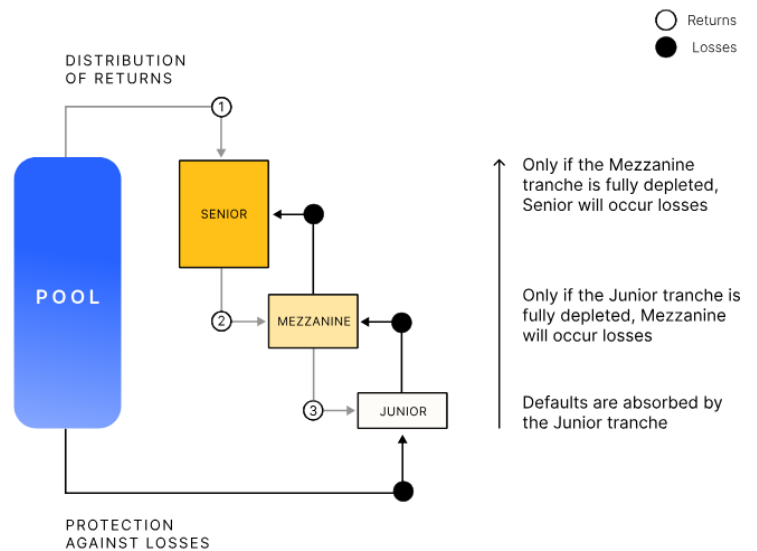 Returns
Losses
DISTRIBUTION
OF RETURNS
1
Only if the Mezzanine
tranche is fully depleted,
Senior will occur losses
SENIOR
POOL
2
MEZZANINE
Only if the Junior tranche is
fully depleted, Mezzanine
will occur losses
3
JUNIOR
Defaults are absorbed by
the Junior tranche
PROTECTION
AGAINST LOSSES